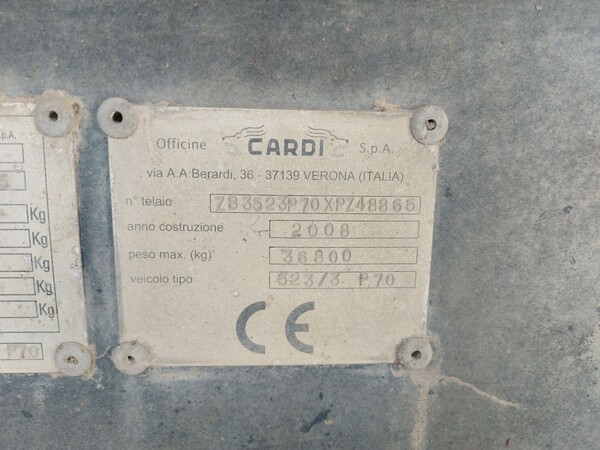 Officine CARDI S.p.A.
via A.A.Berardi, 36 - 37139 VERONA (ITALIA)
n° telaio ZB3523P70XPZ48865
anno costruzione 2008
peso max. (kg) 36800
veicolo tipo 523/3 P70
CE
p.A.
Kg
Kg
Kg
Kg
Kg
P70